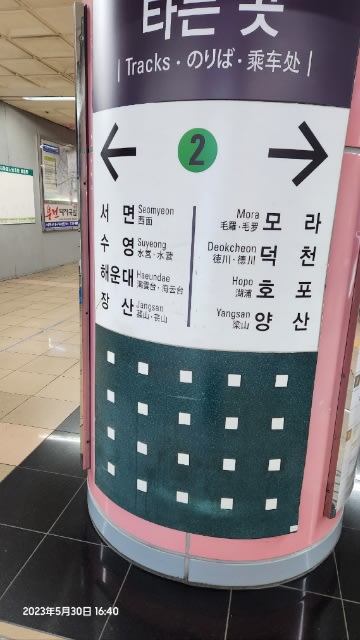 타는 곳
| Tracks · のりば · 乘车处 |
2
서 면 Seomyeon
西面
수 영 Suyeong
水営 · 水营
해운대 Haeundae
海雲台 · 海云台
장 산 Jangsan
萇山 · 苌山
Mora 모 라
毛羅 · 毛罗
Deokcheon 덕 천
徳川 · 德川
Hopo 호 포
湖浦
Yangsan 양 산
梁山
2023年5月30日 16:40